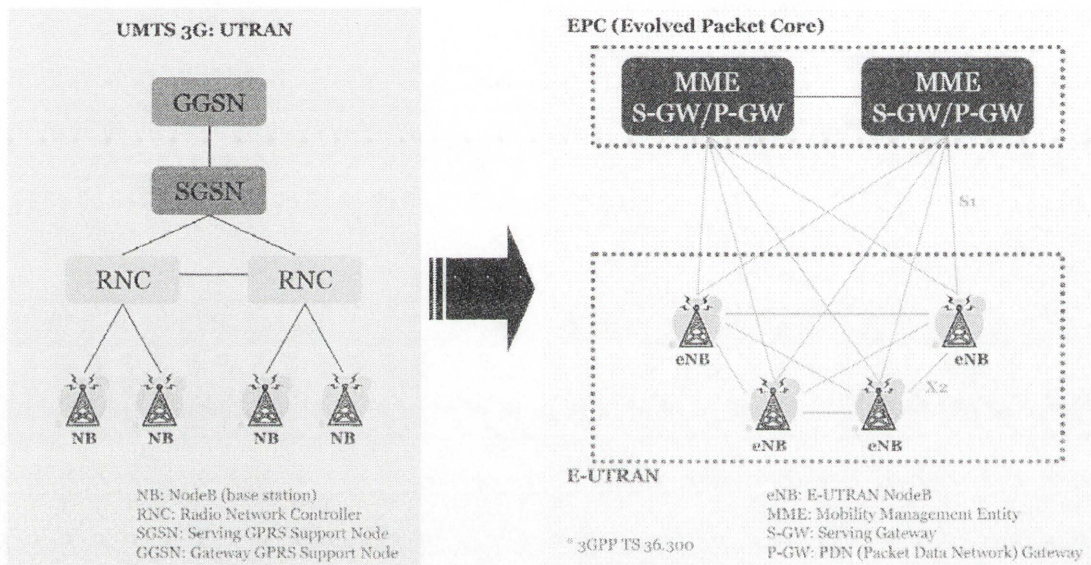 UMTS 3G: UTRAN
GGSN
SGSN
RNC
RNC
NB
NB
NB
NB
NB: NodeB (base station)
RNC: Radio Network Controller
SGSN: Serving GPRS Support Node
GGSN: Gateway GPRS Support Node
EPC (Evolved Packet Core)
MME
S-GW/P-GW
MME
S-GW/P-GW
S1
eNB
eNB
X2
eNB
eNB
E-UTRAN
* 3GPP TS 36.300
eNB: E-UTRAN NodeB
MME: Mobility Management Entity
S-GW: Serving Gateway
P-GW: PDN (Packet Data Network) Gateway